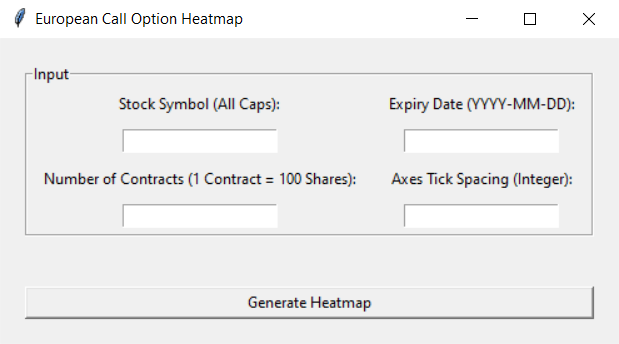 European Call Option Heatmap
Input
Stock Symbol (All Caps):
Expiry Date (YYYY-MM-DD):
Number of Contracts (1 Contract = 100 Shares):
Axes Tick Spacing (Integer):
Generate Heatmap